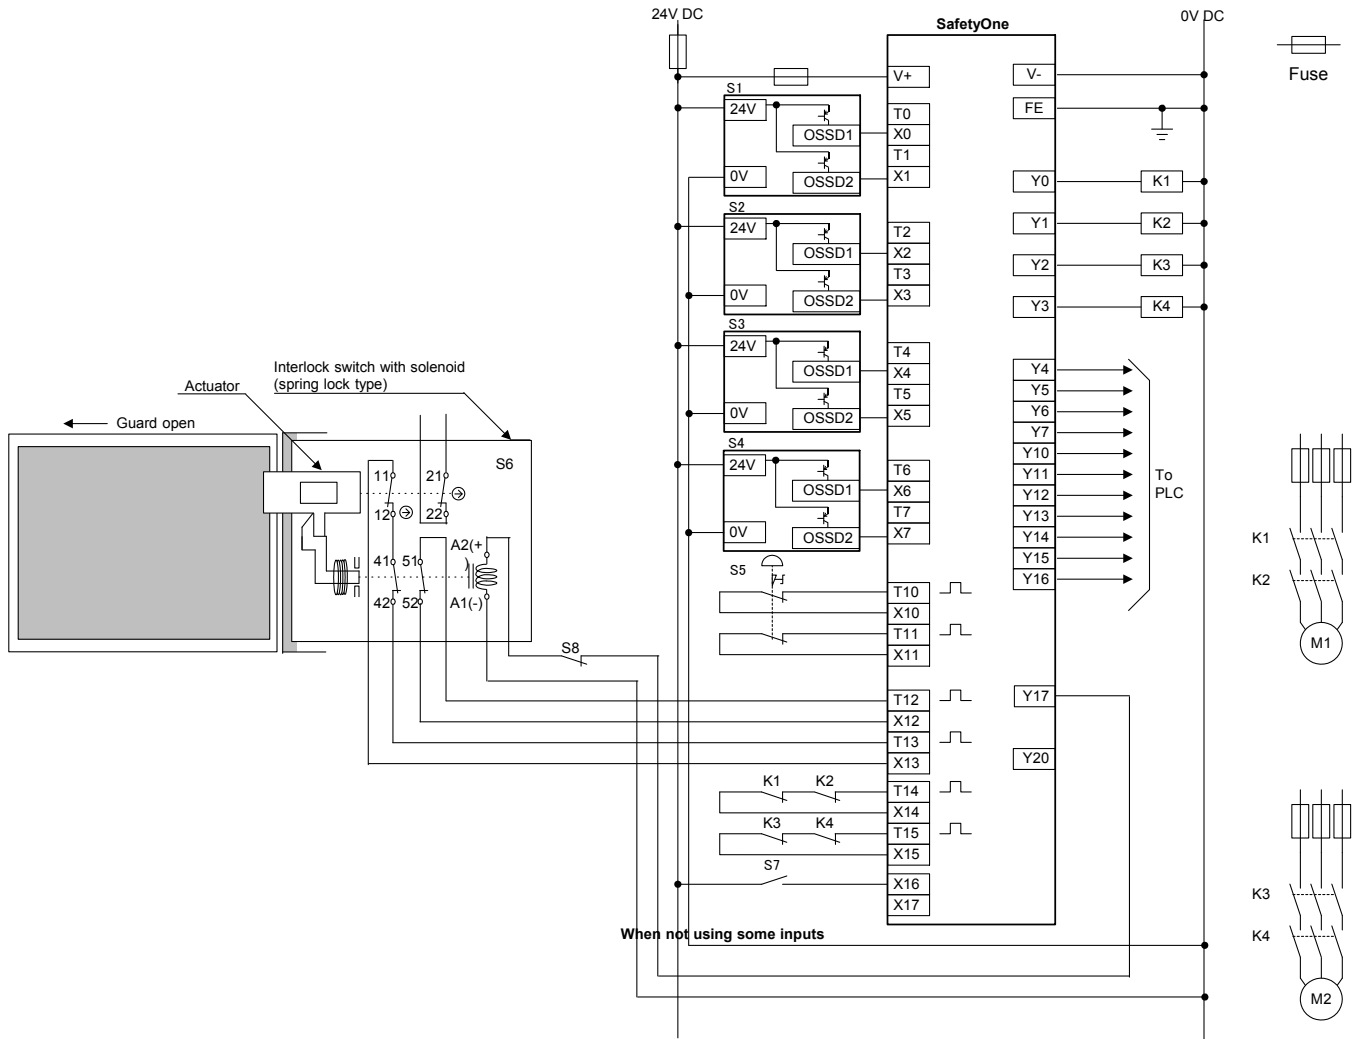 24V DC
0V DC
SafetyOne
Fuse
V+
V-
FE
S1
24V
OSSD1
0V
OSSD2
T0
X0
T1
X1
Y0
K1
Y1
K2
S2
24V
OSSD1
0V
OSSD2
T2
X2
T3
X3
Y2
K3
Y3
K4
S3
24V
OSSD1
0V
OSSD2
T4
X4
T5
X5
Y4
Y5
Y6
Y7
Y10
Y11
Y12
Y13
Y14
Y15
Y16
To
PLC
S4
24V
OSSD1
0V
OSSD2
T6
X6
T7
X7
Interlock switch with solenoid
(spring lock type)
Actuator
Guard open
S6
11
21
12
22
41
51
A2(+
)
42
52
A1(-)
S8
S5
T10
X10
T11
X11
T12
X12
T13
X13
Y17
Y20
K1
K2
T14
X14
K3
K4
T15
X15
S7
X16
X17
When not using some inputs
K1
K2
M1
K3
K4
M2